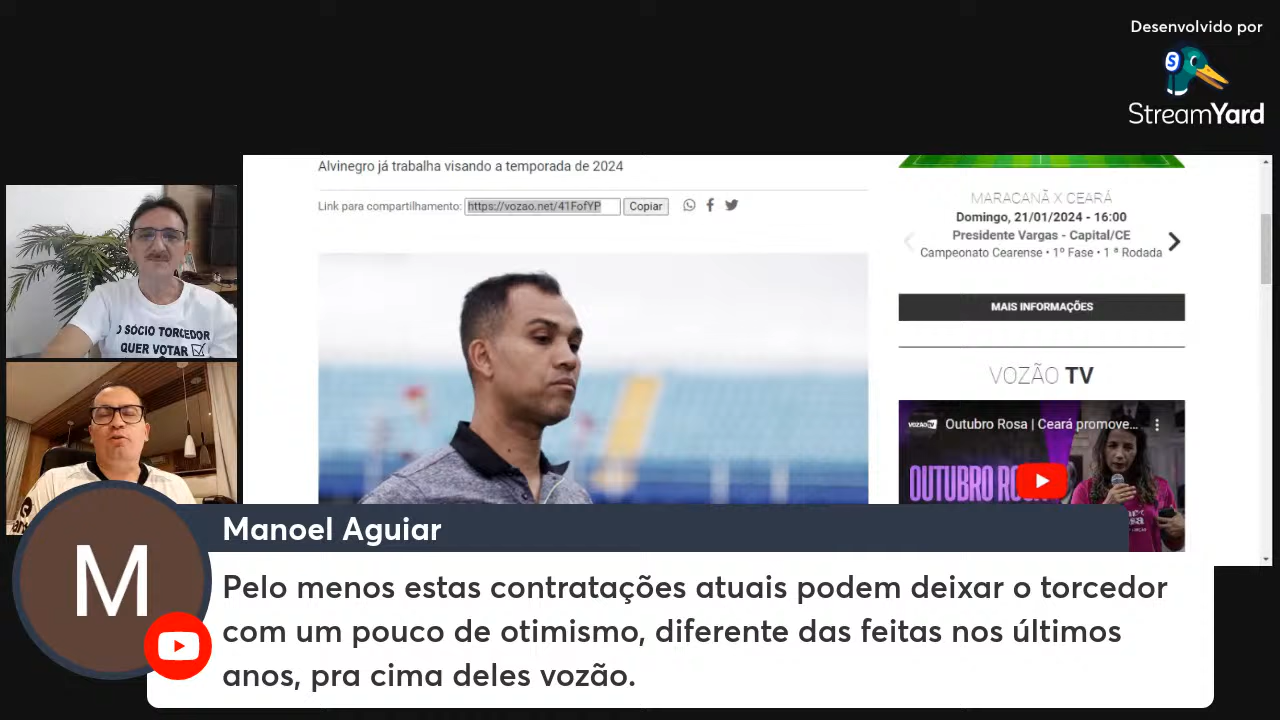 Desenvolvido por
StreamYard
Alvinegro já trabalha visando a temporada de 2024
Link para compartilhamento: https://vozao.net/41FofYP Copiar
MARACANÃ X CEARÁ
Domingo, 21/01/2024 - 16:00
Presidente Vargas - Capital/CE
Campeonato Cearense • 1º Fase • 1 ª Rodada
MAIS INFORMAÇÕES
VOZÃO TV
VOZÃOTV Outubro Rosa | Ceará promove...
OUTUBRO
O SÓCIO TORCEDOR
QUER VOTAR
M
Manoel Aguiar
Pelo menos estas contratações atuais podem deixar o torcedor
com um pouco de otimismo, diferente das feitas nos últimos
anos, pra cima deles vozão.